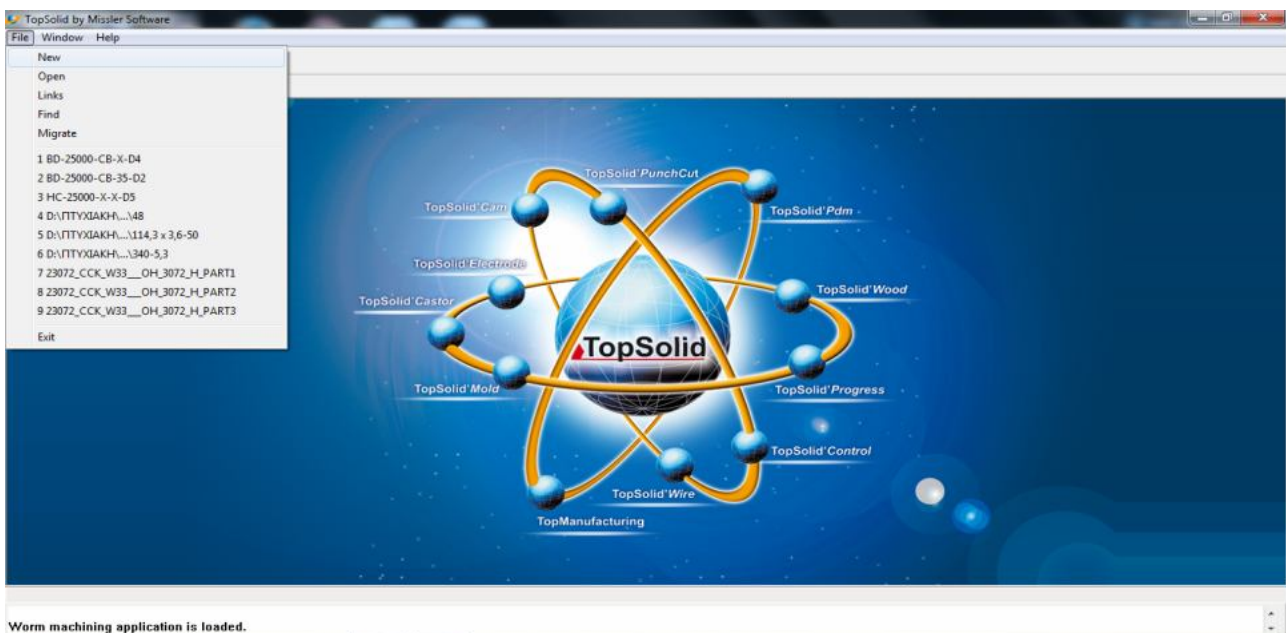 TopSolid by Missler Software
File Window Help
New
Open
Links
Find
Migrate
1 BD-25000-CB-X-D4
2 BD-25000-CB-35-D2
3 HC-25000-X-X-D5
4 D:\ΠΤΥΧΙΑΚΗ\...\48
5 D:\ΠΤΥΧΙΑΚΗ\...\114,3 x 3,6-50
6 D:\ΠΤΥΧΙΑΚΗ\...\340-5,3
7 23072_CCK_W33___OH_3072_H_PART1
8 23072_CCK_W33___OH_3072_H_PART2
9 23072_CCK_W33___OH_3072_H_PART3
Exit
TopSolid'PunchCut
TopSolid'Cam
TopSolid'Pdm
TopSolid'Electrode
TopSolid'Wood
TopSolid'Castor
TopSolid
TopSolid'Mold
TopSolid'Progress
TopSolid'Control
TopSolid'Wire
TopManufacturing
Worm machining application is loaded.